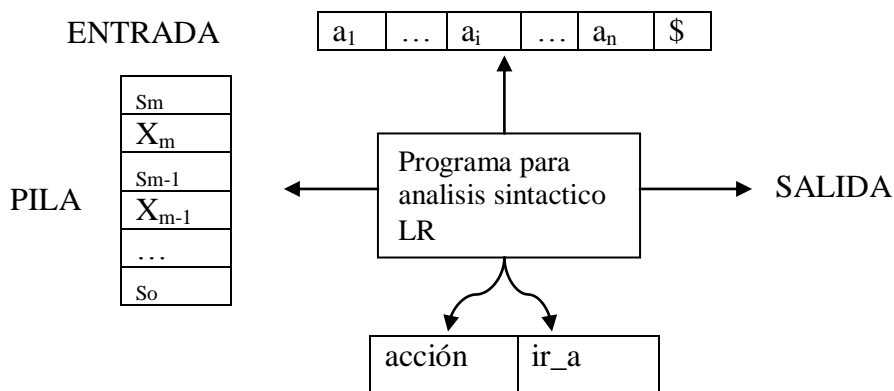 ENTRADA
a1 … ai … an $
PILA
Sm
Xm
Sm-1
Xm-1
…
So
Programa para
analisis sintactico
LR
SALIDA
acción ir_a